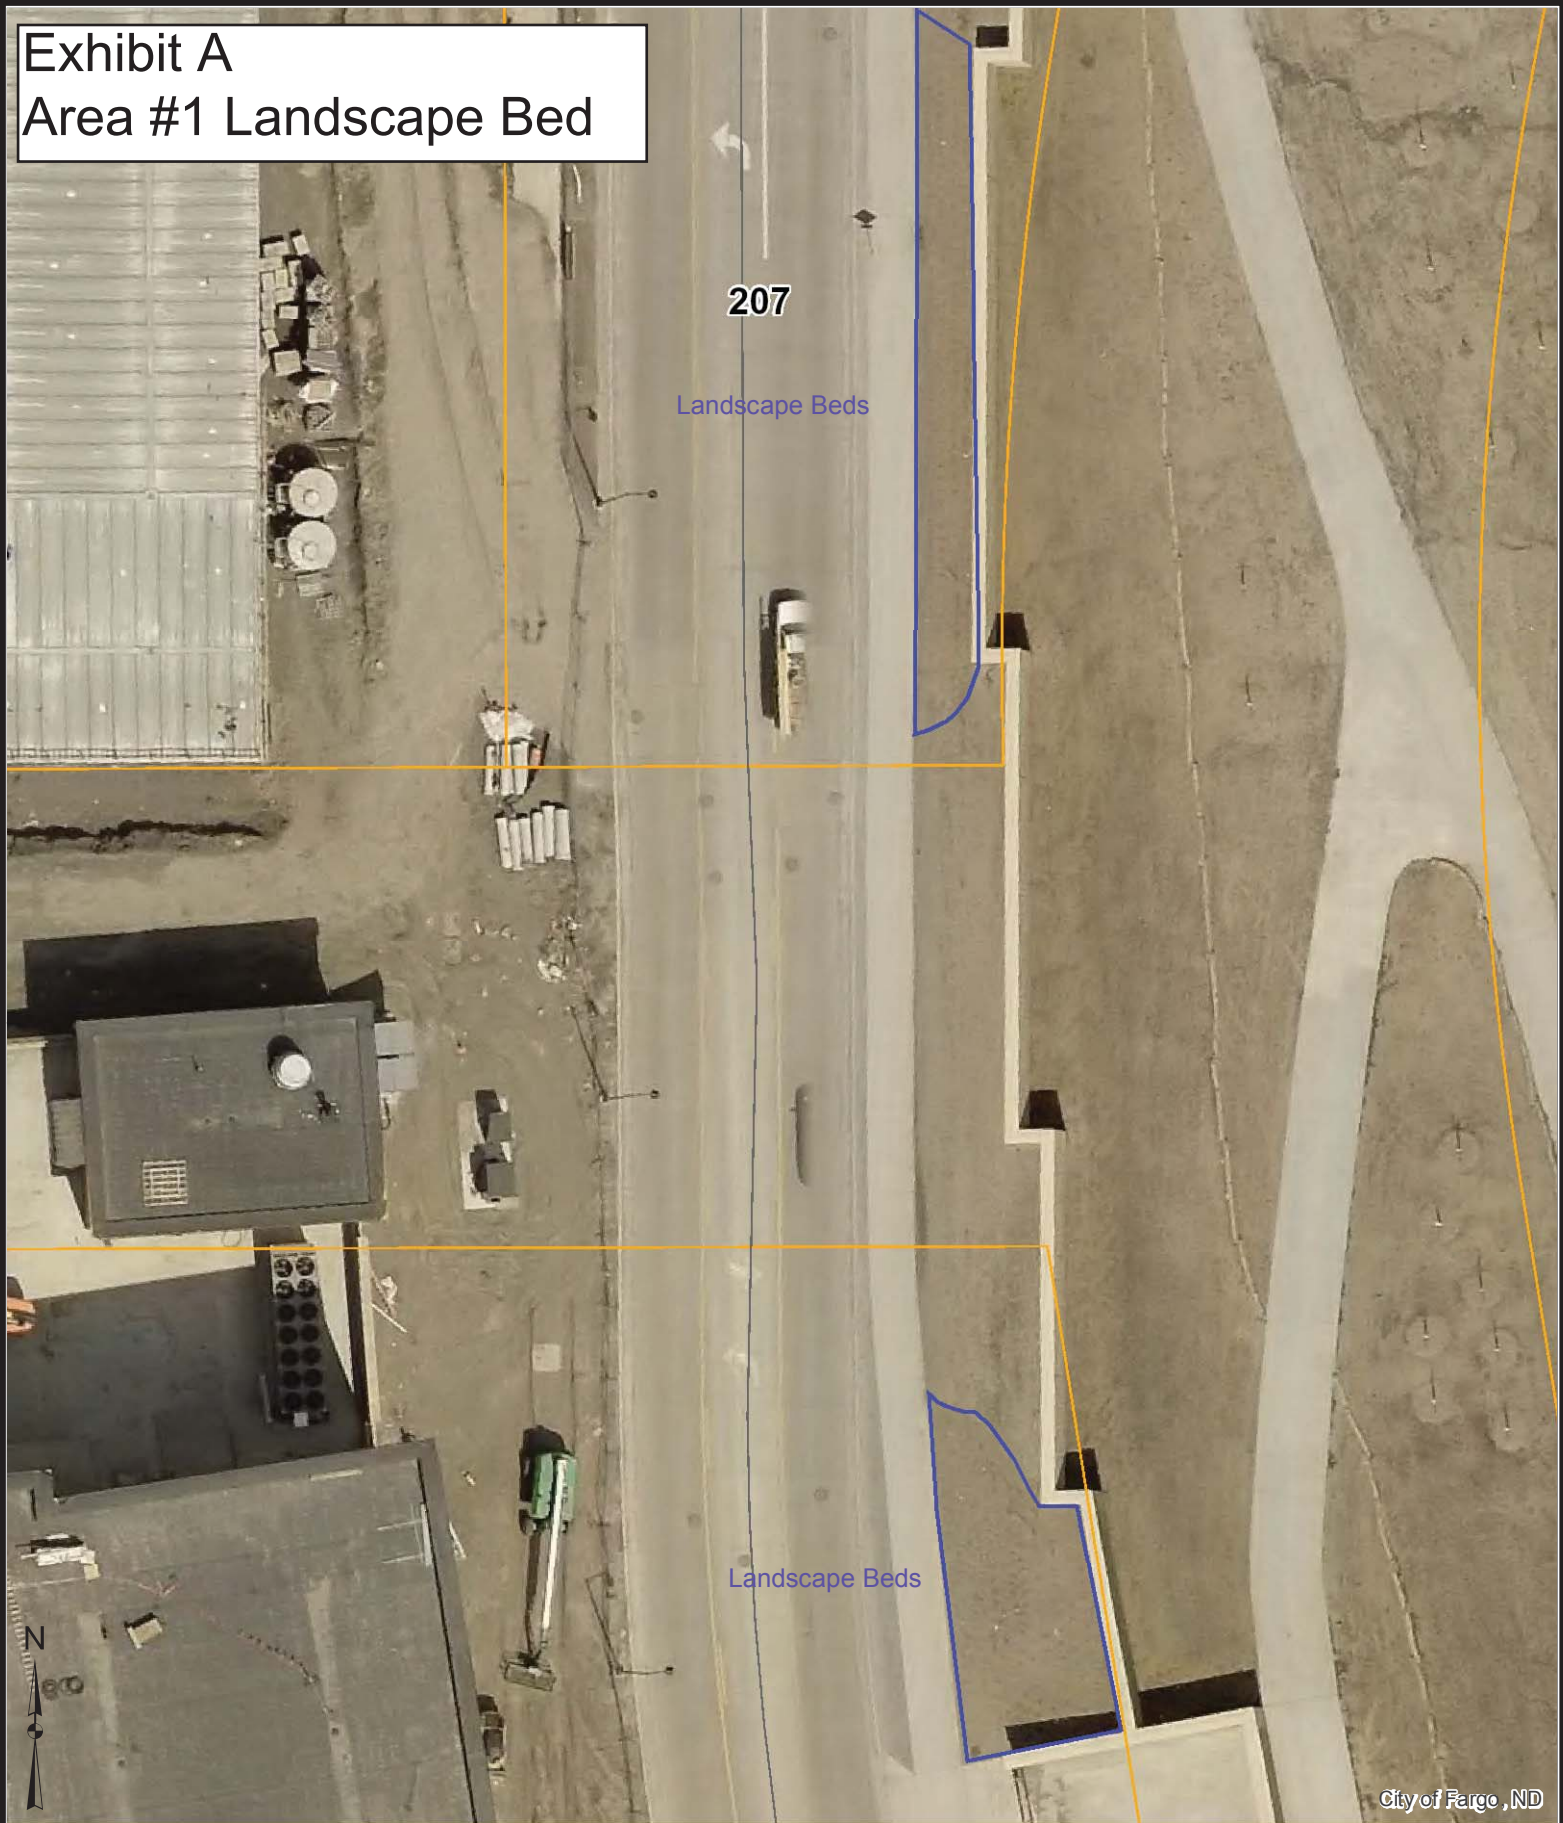 Exhibit A
Area #1 Landscape Bed
207
Landscape Beds
Landscape Beds
N
City of Fargo, ND